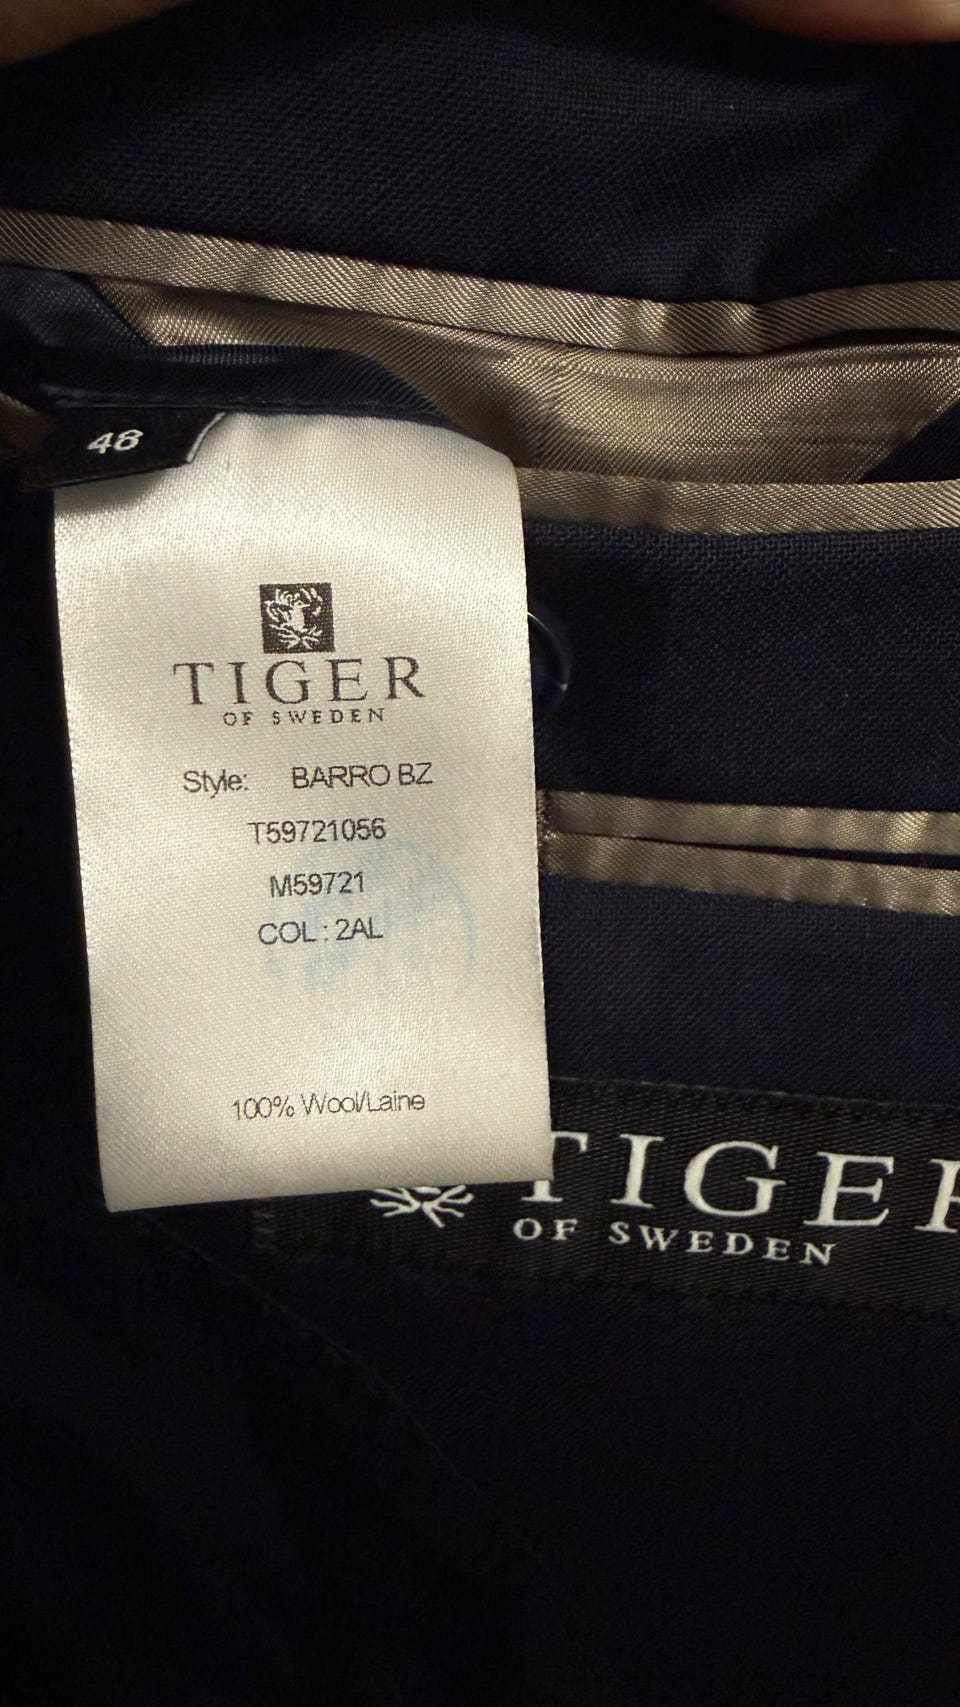 48
TIGER
OF SWEDEN
Style: BARRO BZ
T59721056
M59721
COL: 2AL
100% Wool/Laine
TIGER
OF SWEDEN